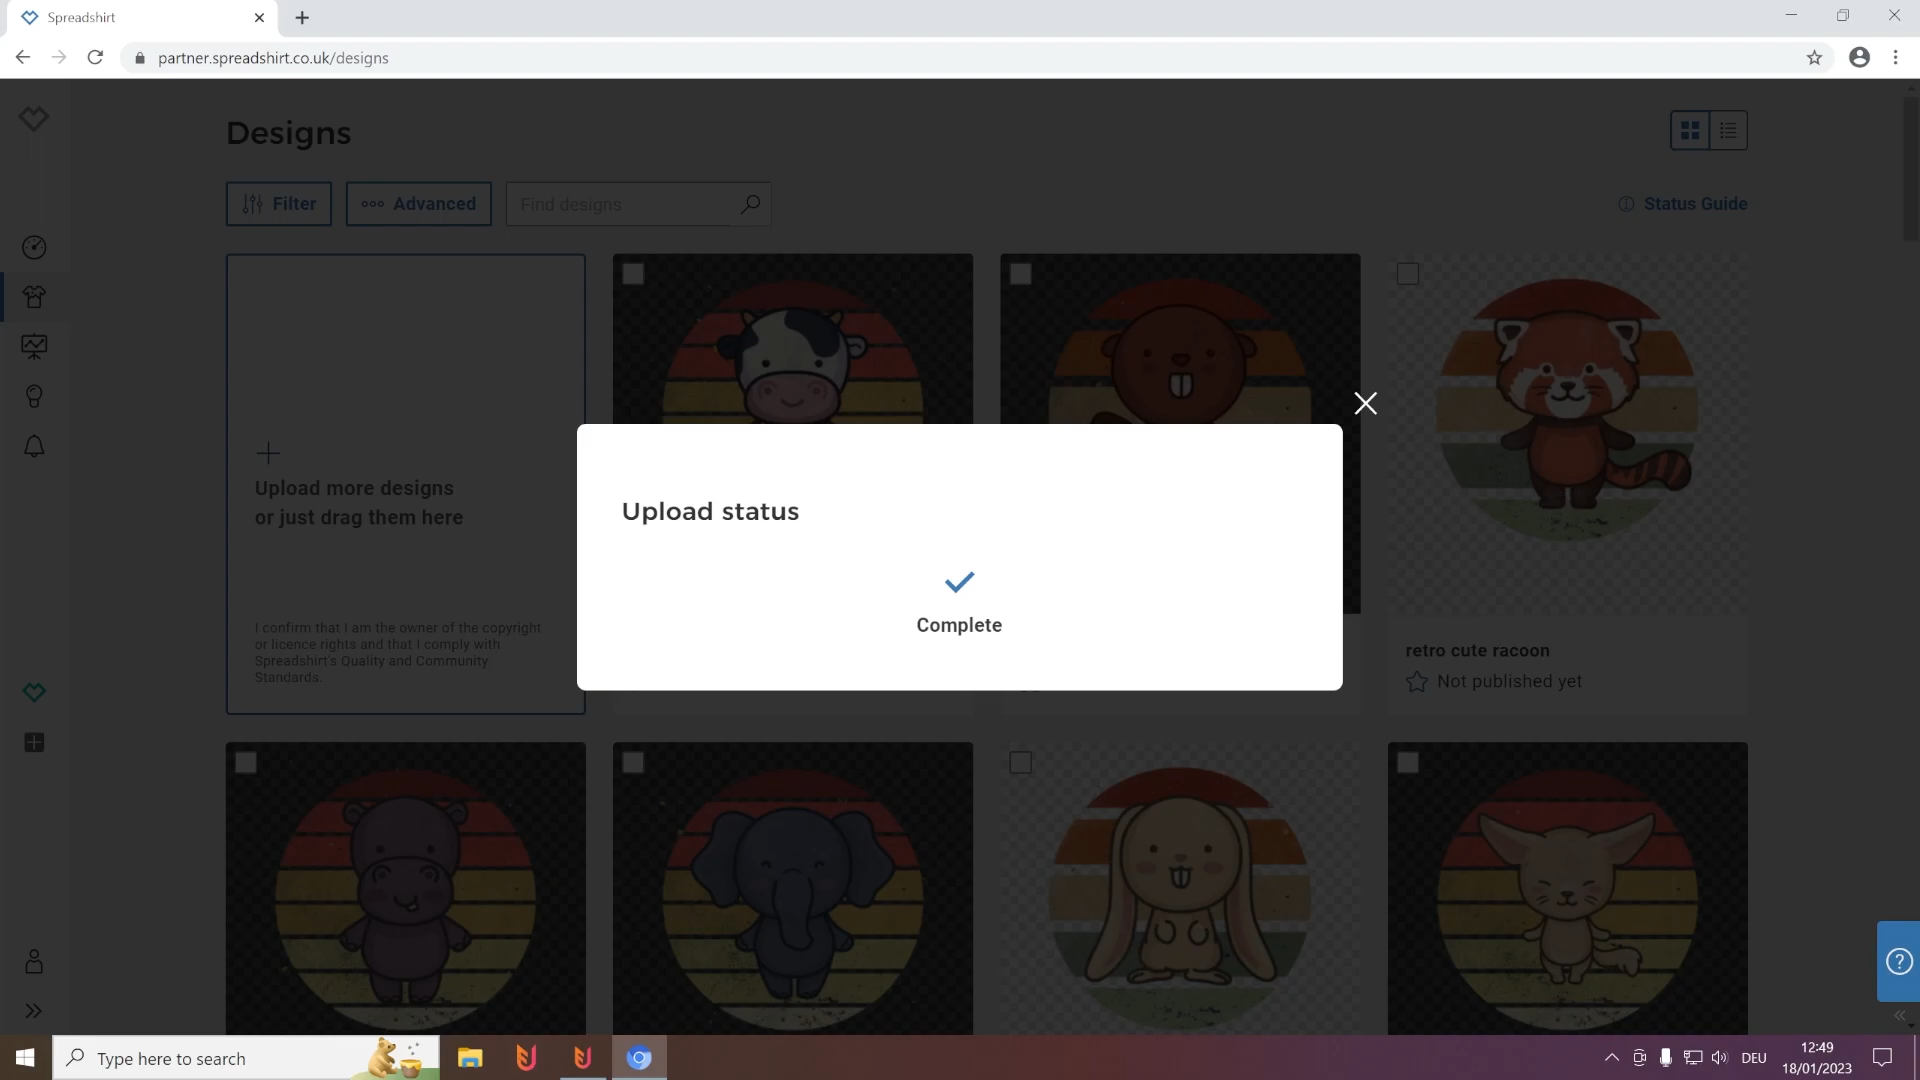 Spreadshirt
partner.spreadshirt.co.uk/designs
Designs
Filter
Advanced
Find designs
Status Guide
Upload more designs
or just drag them here
I confirm that I am the owner of the copyright
or licence rights and that I comply with
Spreadshirt's Quality and Community
Standards.
Upload status
Complete
retro cute racoon
Not published yet
Type here to search
DEU
12:49
18/01/2023